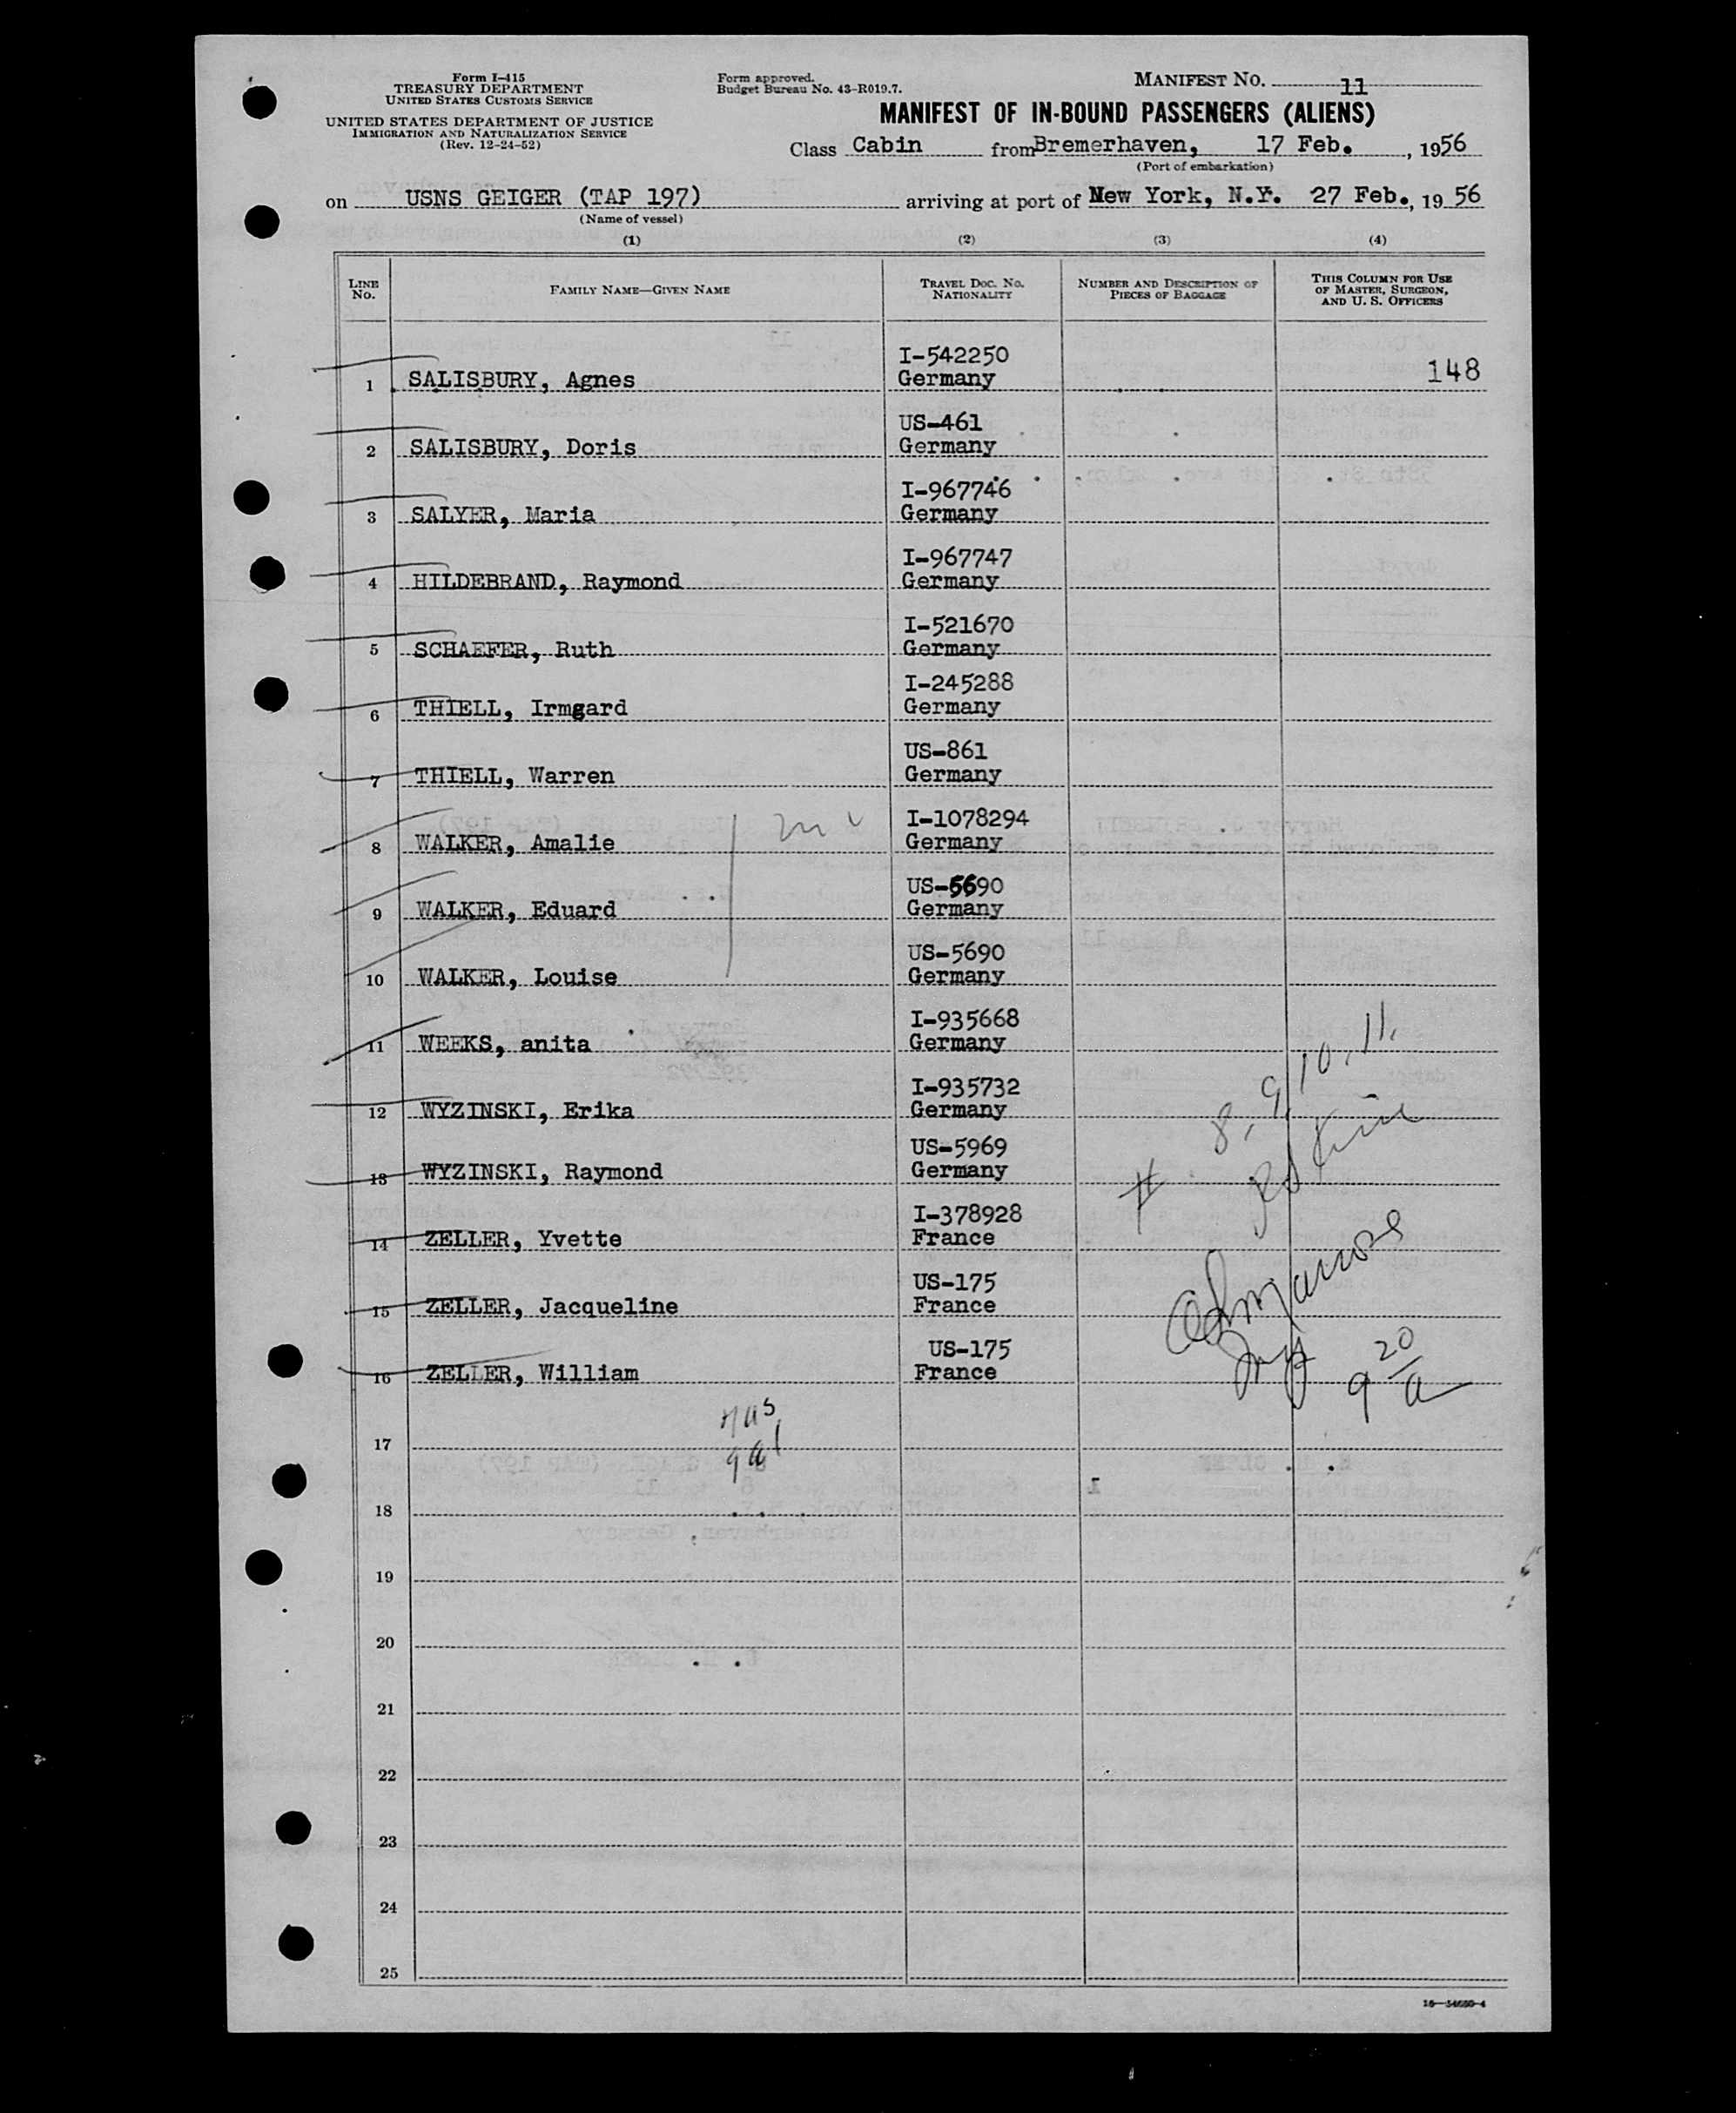 Form I-415
TREASURY DEPARTMENT
UNITED STATES CUSTOMS SERVICE
UNITED STATES DEPARTMENT OF JUSTICE
IMMIGRATION AND NATURALIZATION SERVICE
(Rev. 12-24-52)
Form approved.
Budget Bureau No. 43-R019.7.
MANIFEST NO. 11
MANIFEST OF IN-BOUND PASSENGERS (ALIENS)
Class Cabin from Bremerhaven, 17 Feb., 1956
(Port of embarkation)
on USNS GEIGER (TAP 197) arriving at port of New York, N.Y. 27 Feb., 19 56
(Name of vessel)
(1) (2) (3) (4)
LINE NO. FAMILY NAME—GIVEN NAME TRAVEL DOC. NO. NATIONALITY NUMBER AND DESCRIPTION OF PIECES OF BAGGAGE THIS COLUMN FOR USE OF MASTER, SURGEON, AND U. S. OFFICERS
1 SALISBURY, Agnes I-542250 Germany 148
2 SALISBURY, Doris US-461 Germany
3 SALYER, Maria I-967746 Germany
4 HILDEBRAND, Raymond I-967747 Germany
5 SCHAEFER, Ruth I-521670 Germany
6 THIELL, Irmgard I-245288 Germany
7 THIELL, Warren US-861 Germany
8 WALKER, Amalie I-1078294 Germany
9 WALKER, Eduard US-5690 Germany
10 WALKER, Louise US-5690 Germany
11 WEEKS, anita I-935668 Germany
12 WYZINSKI, Erika I-935732 Germany
13 WYZINSKI, Raymond US-5969 Germany
14 ZELLER, Yvette I-378928 France
15 ZELLER, Jacqueline US-175 France
16 ZELLER, William US-175 France
# 8, 9, 10, 11.
9 20/a
17
18
19
20
21
22
23
24
25